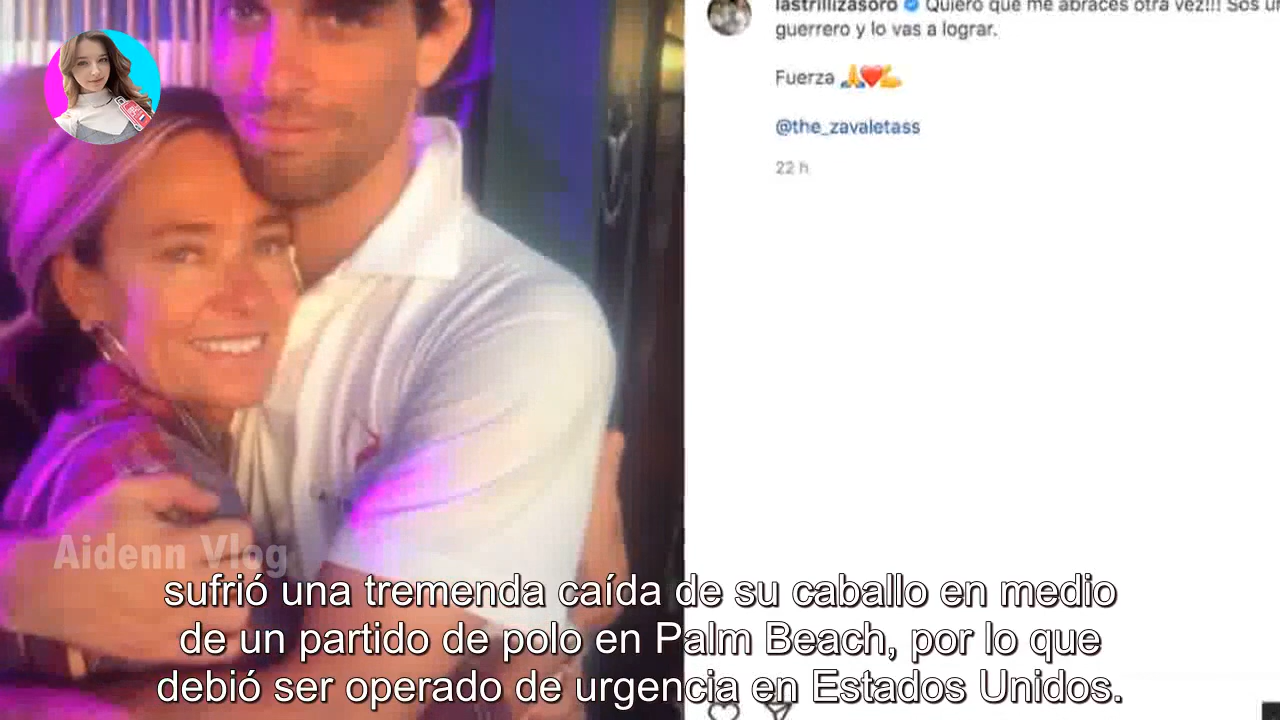 lastrillizasoro Quiero que me abraces otra vez!!! Sos un
guerrero y lo vas a lograr.
Fuerza 🙏❤️💪
@the_zavaletass
22 h
Aidenn Vlog
sufrió una tremenda caída de su caballo en medio
de un partido de polo en Palm Beach, por lo que
debió ser operado de urgencia en Estados Unidos.